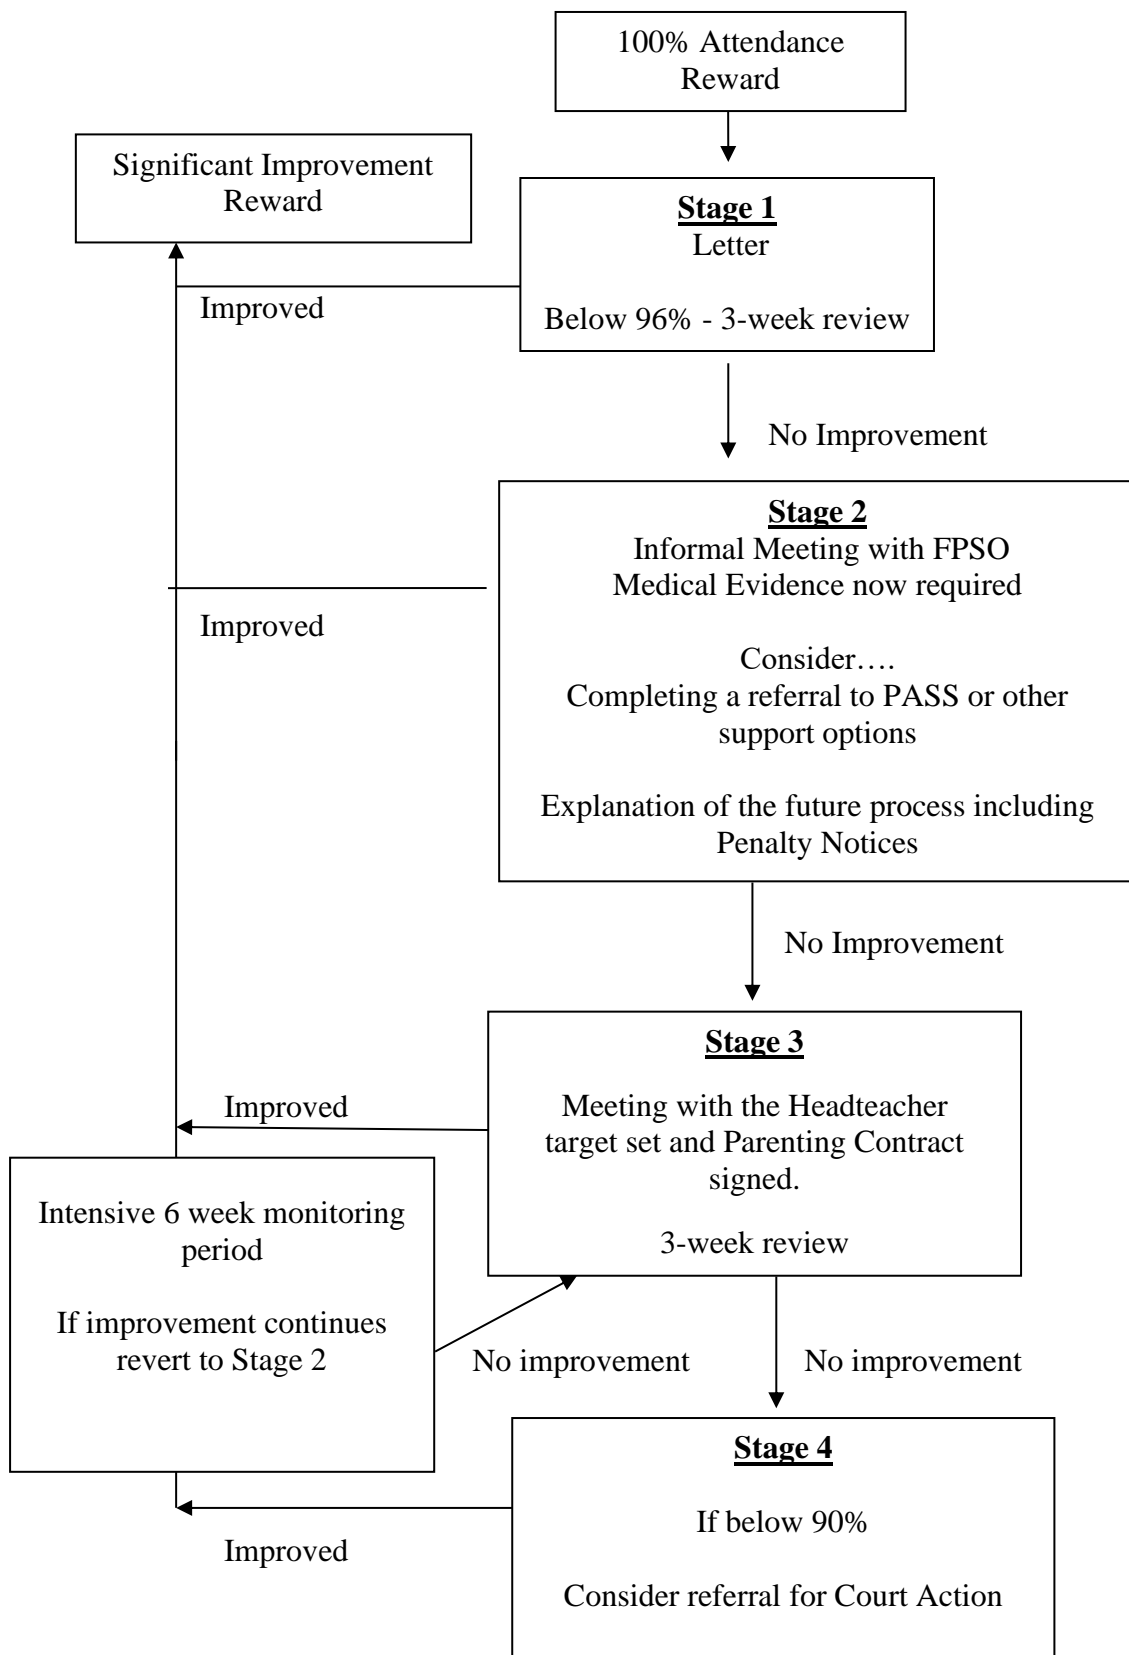 100% Attendance
Reward
Significant Improvement
Reward
Stage 1
Letter
Below 96% - 3-week review
Improved
No Improvement
Stage 2
Informal Meeting with FPSO
Medical Evidence now required
Consider….
Completing a referral to PASS or other
support options
Explanation of the future process including
Penalty Notices
Improved
No Improvement
Stage 3
Meeting with the Headteacher
target set and Parenting Contract
signed.
3-week review
Improved
Intensive 6 week monitoring
period
If improvement continues
revert to Stage 2
No improvement
No improvement
Stage 4
If below 90%
Consider referral for Court Action
Improved